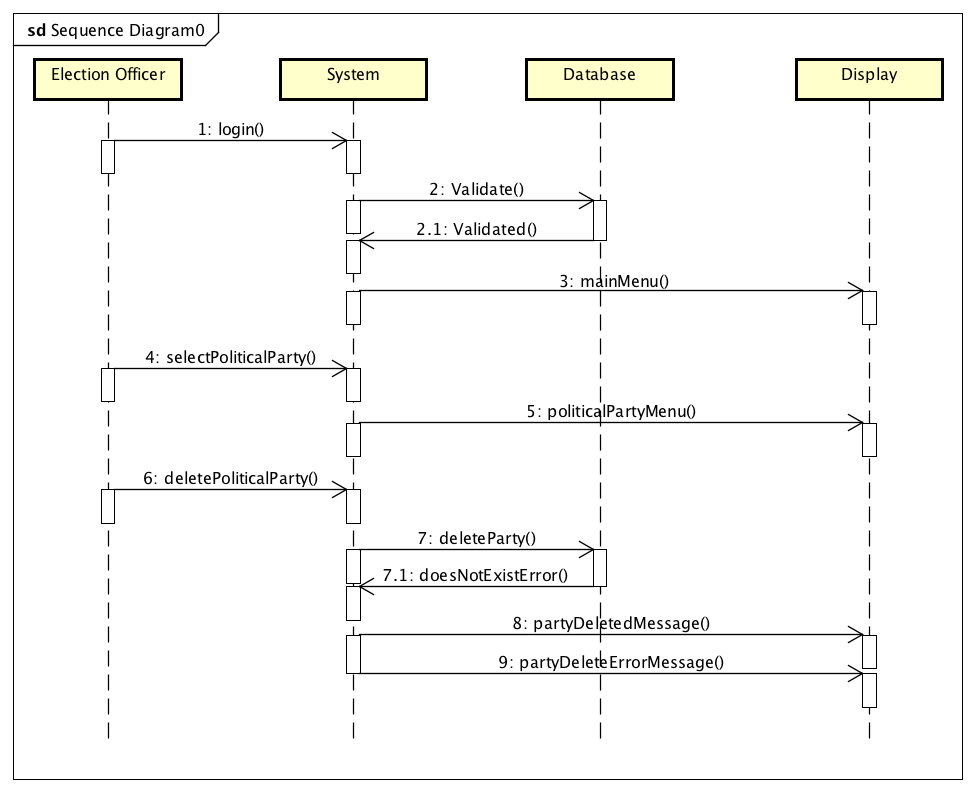 sd Sequence Diagram0
Election Officer
System
Database
Display
1: login()
2: Validate()
2.1: Validated()
3: mainMenu()
4: selectPoliticalParty()
5: politicalPartyMenu()
6: deletePoliticalParty()
7: deleteParty()
7.1: doesNotExistError()
8: partyDeletedMessage()
9: partyDeleteErrorMessage()